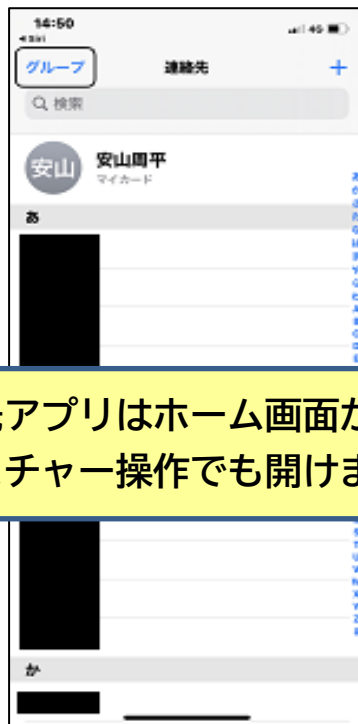 14:50
◀ Siri
4G
グループ
連絡先
+
検索
安山
安山周平
マイカード
あ
アプリはホーム画面か
チャー操作でも開けま
か